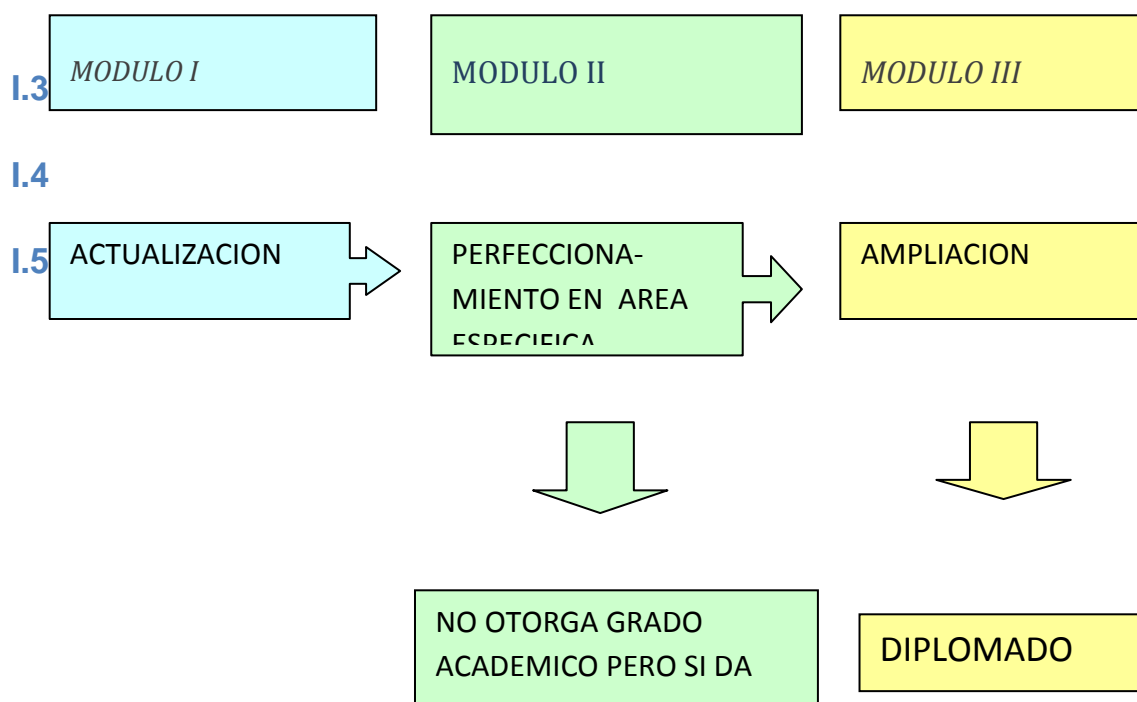 I.3
MODULO I
MODULO II
MODULO III
I.4
I.5
ACTUALIZACION
PERFECCIONA-
MIENTO EN AREA
ESPECIFICA
AMPLIACION
NO OTORGA GRADO
ACADEMICO PERO SI DA
DIPLOMADO